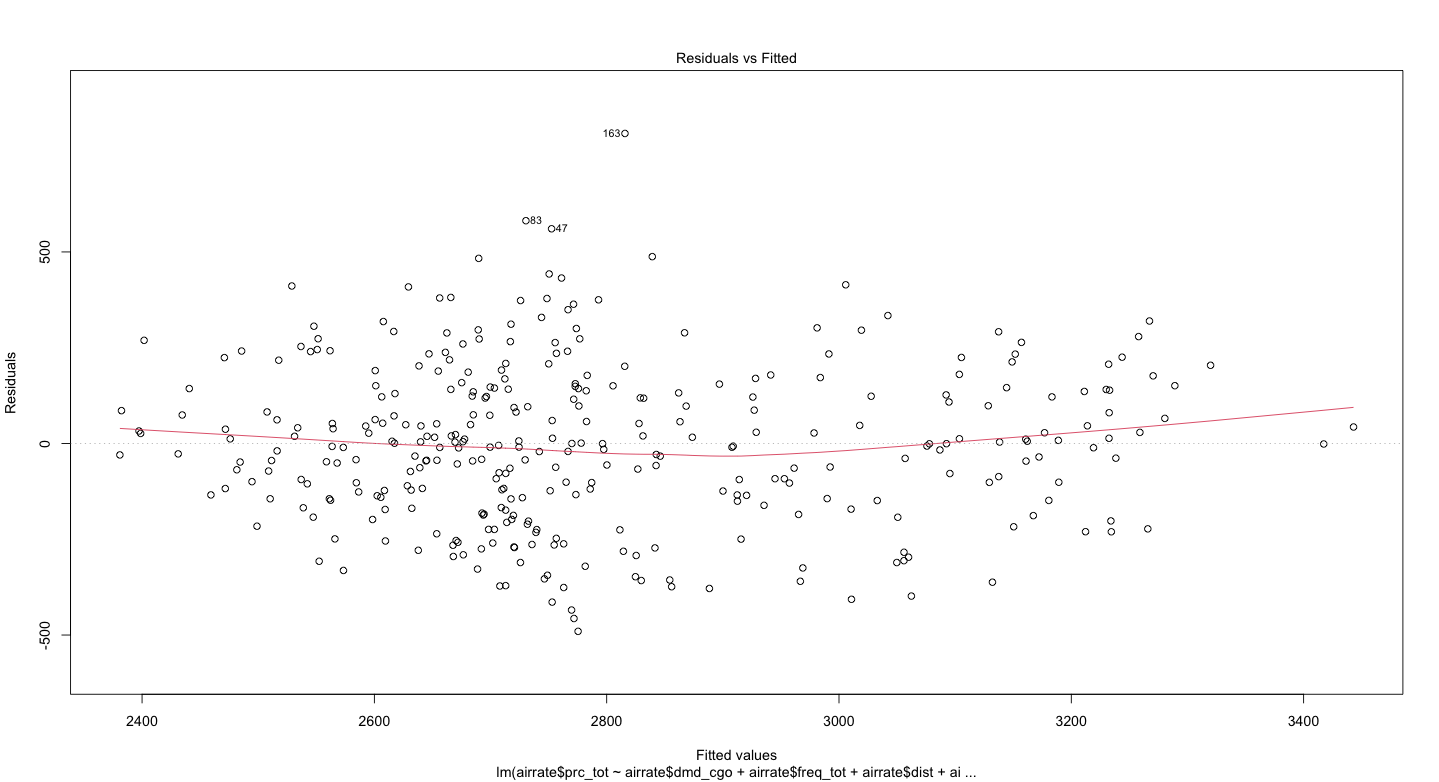 Residuals vs Fitted
163
83
47
Residuals
500
0
-500
2400 2600 2800 3000 3200 3400
Fitted values
lm(airrate$prc_tot ~ airrate$dmd_cgo + airrate$freq_tot + airrate$dist + ai ...